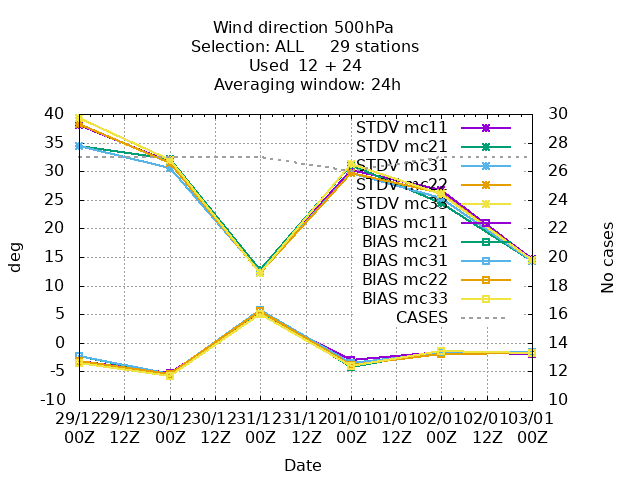 Wind direction 500hPa
Selection: ALL 29 stations
Used 12 + 24
Averaging window: 24h
deg
40
35
30
25
20
15
10
5
0
-5
-10
30
28
26
24
22
20
18
16
14
12
10
No cases
STDV mc11
STDV mc21
STDV mc31
STDV mc22
STDV mc33
BIAS mc11
BIAS mc21
BIAS mc31
BIAS mc22
BIAS mc33
CASES
29/12 29/12 30/12 30/12 31/12 31/12 01/01 01/01 02/01 02/01 03/01
00Z 12Z 00Z 12Z 00Z 12Z 00Z 12Z 00Z 12Z 00Z
Date